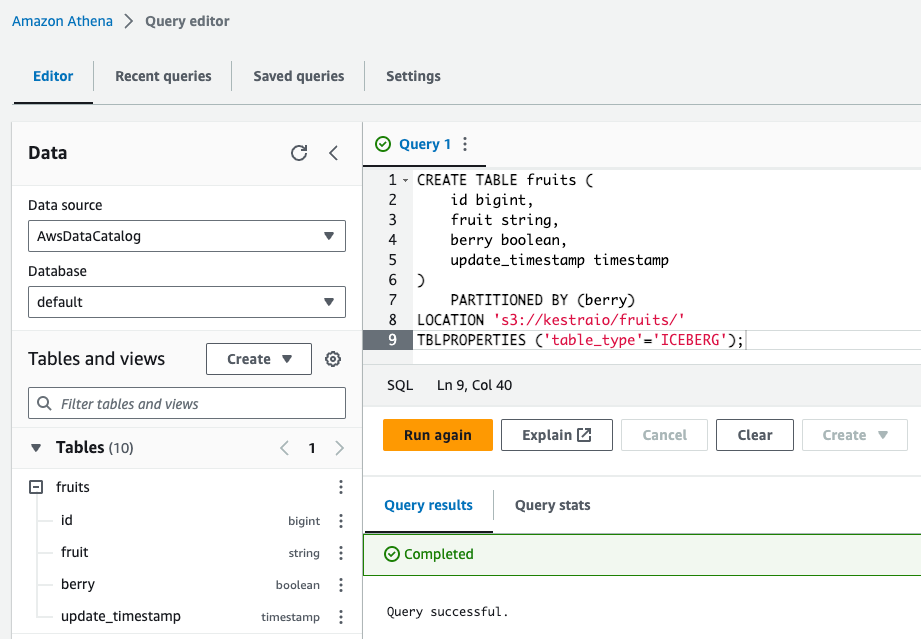 Amazon Athena > Query editor
Editor Recent queries Saved queries Settings
Data
Data source
AwsDataCatalog
Database
default
Tables and views Create
Filter tables and views
Tables (10) < 1 >
fruits
id bigint
fruit string
berry boolean
update_timestamp timestamp
Query 1
1 CREATE TABLE fruits (
2 id bigint,
3 fruit string,
4 berry boolean,
5 update_timestamp timestamp
6 )
7 PARTITIONED BY (berry)
8 LOCATION 's3://kestraio/fruits/'
9 TBLPROPERTIES ('table_type'='ICEBERG');
SQL Ln 9, Col 40
Run again Explain Cancel Clear Create
Query results Query stats
Completed
Query successful.